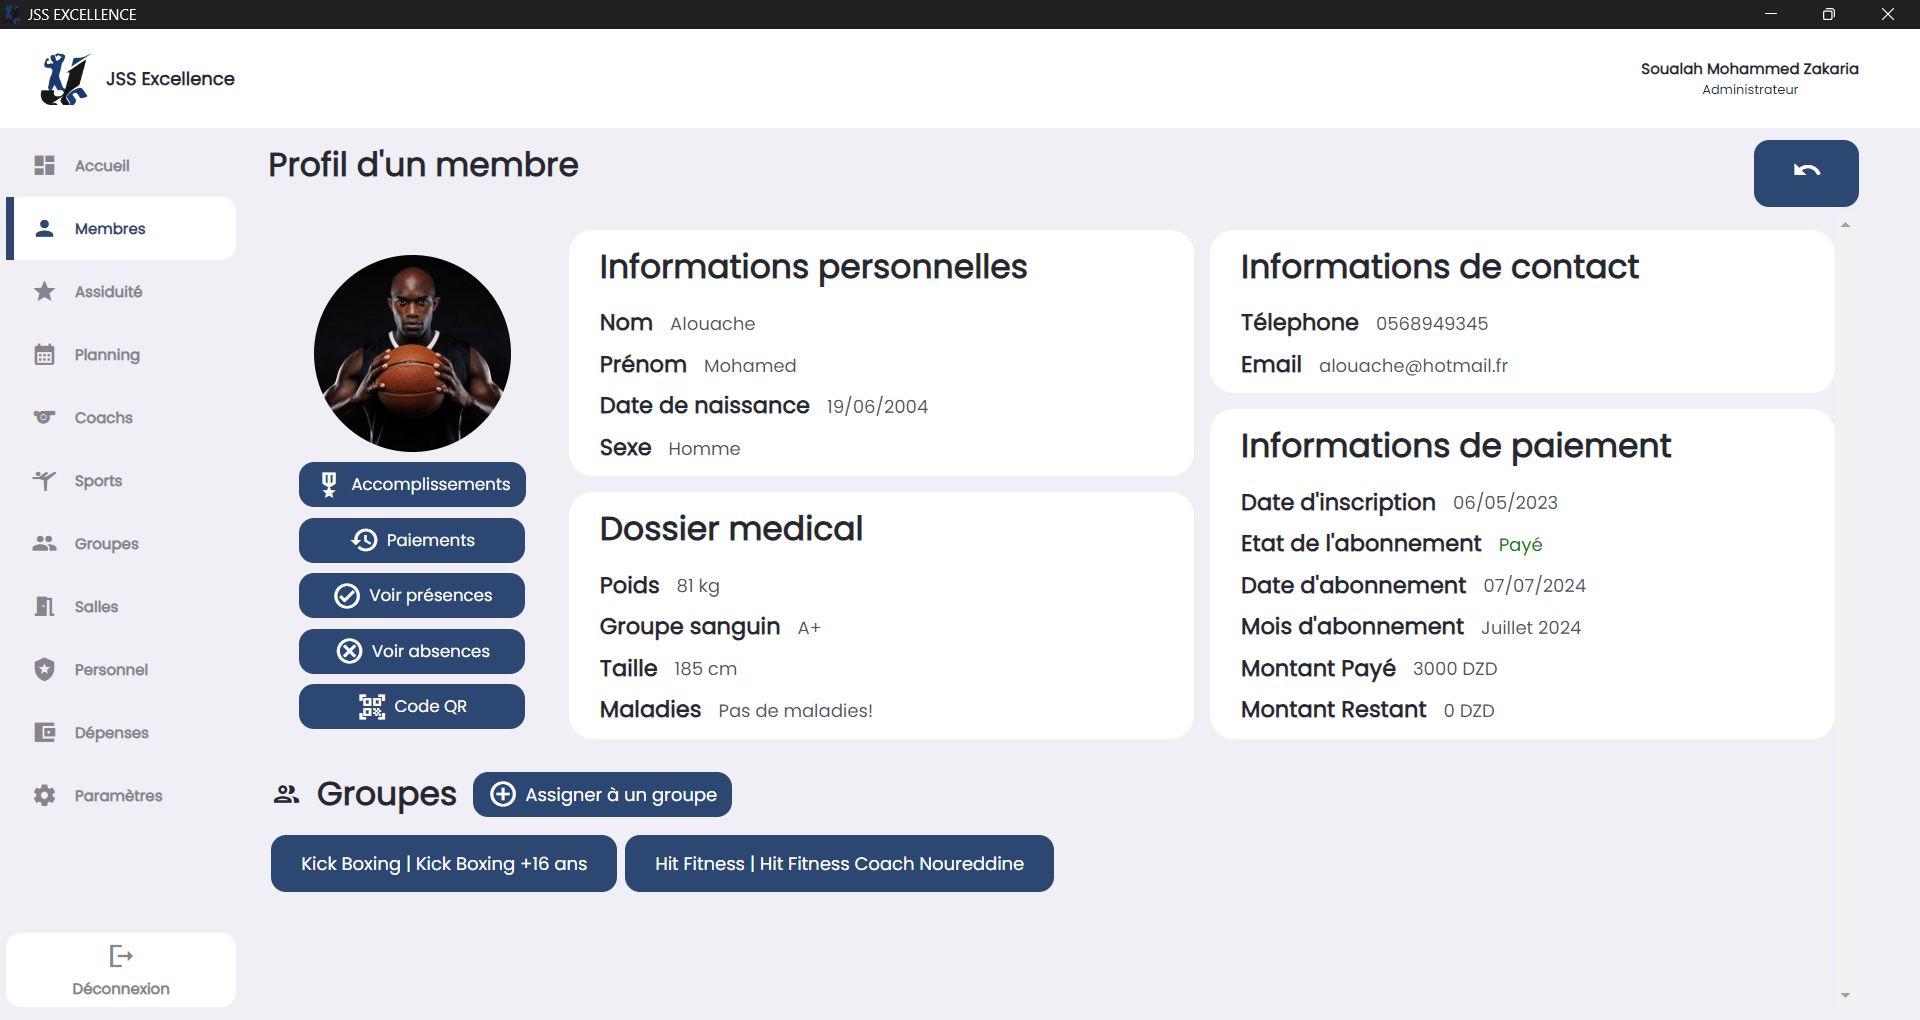 JSS EXCELLENCE
JSS Excellence
Soualah Mohammed Zakaria
Administrateur
Accueil
Membres
Assiduité
Planning
Coachs
Sports
Groupes
Salles
Personnel
Dépenses
Paramètres
Déconnexion
Profil d'un membre
Accomplissements
Paiements
Voir présences
Voir absences
Code QR
Informations personnelles
Nom Alouache
Prénom Mohamed
Date de naissance 19/06/2004
Sexe Homme
Dossier medical
Poids 81 kg
Groupe sanguin A+
Taille 185 cm
Maladies Pas de maladies!
Informations de contact
Télephone 0568949345
Email alouache@hotmail.fr
Informations de paiement
Date d'inscription 06/05/2023
Etat de l'abonnement Payé
Date d'abonnement 07/07/2024
Mois d'abonnement Juillet 2024
Montant Payé 3000 DZD
Montant Restant 0 DZD
Groupes
Assigner à un groupe
Kick Boxing | Kick Boxing +16 ans
Hit Fitness | Hit Fitness Coach Noureddine